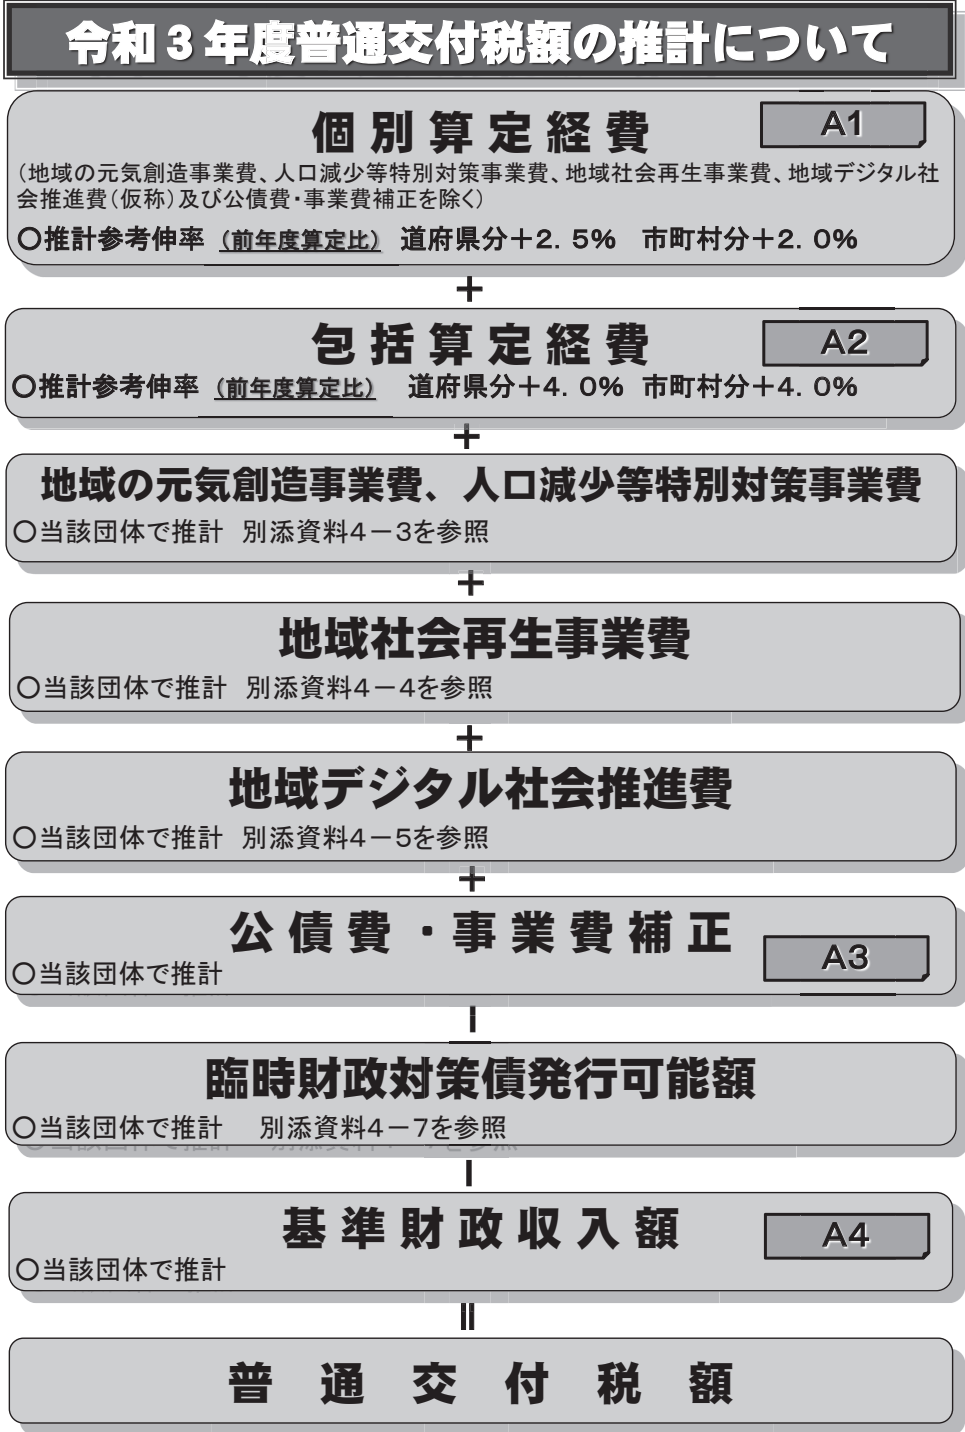 令和３年度普通交付税額の推計について
個別算定経費
A1
（地域の元気創造事業費、人口減少等特別対策事業費、地域社会再生事業費、地域デジタル社
会推進費（仮称）及び公債費・事業費補正を除く）
○推計参考伸率 （前年度算定比） 道府県分＋２．５％ 市町村分＋２．０％
＋
包括算定経費
A2
○推計参考伸率 （前年度算定比） 道府県分＋４．０％ 市町村分＋４．０％
＋
地域の元気創造事業費、人口減少等特別対策事業費
○当該団体で推計 別添資料４－３を参照
＋
地域社会再生事業費
○当該団体で推計 別添資料４－４を参照
＋
地域デジタル社会推進費
○当該団体で推計 別添資料４－５を参照
＋
公債費・事業費補正
A3
○当該団体で推計
｜
臨時財政対策債発行可能額
○当該団体で推計 別添資料４－７を参照
｜
基準財政収入額
A4
○当該団体で推計
||
普通交付税額